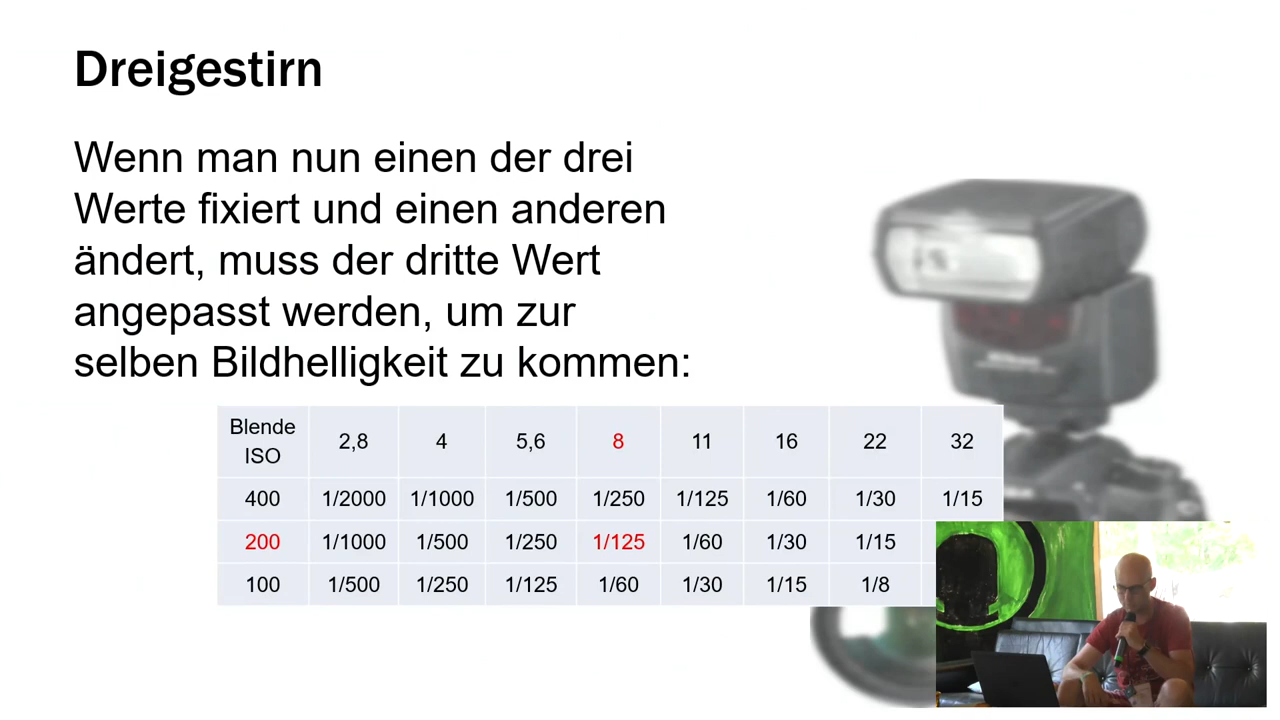 Dreigestirn
Wenn man nun einen der drei
Werte fixiert und einen anderen
ändert, muss der dritte Wert
angepasst werden, um zur
selben Bildhelligkeit zu kommen:
Blende
ISO
2,8 4 5,6 8 11 16 22 32
400 1/2000 1/1000 1/500 1/250 1/125 1/60 1/30 1/15
200 1/1000 1/500 1/250 1/125 1/60 1/30 1/15
100 1/500 1/250 1/125 1/60 1/30 1/15 1/8